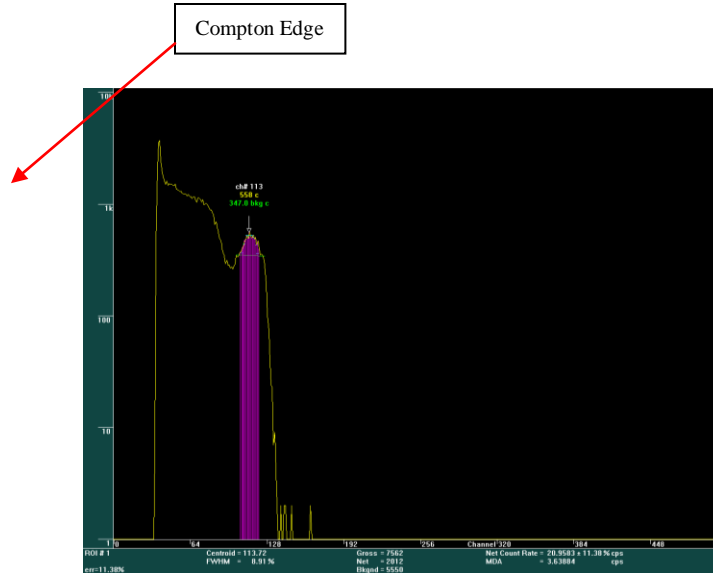 Compton Edge
10k
ch# 113
550 c
347.8 bkg c
1k
100
10
1 0 64 128 192 256 Channel 320 384 448
ROI # 1 Centroid = 113.72 Gross = 7562 Net Count Rate = 20.9583 ± 11.38 % cps
FWHM = 8.91 % Net = 2012 MDA = 3.63884 cps
err=11.38% Bkgnd = 5550